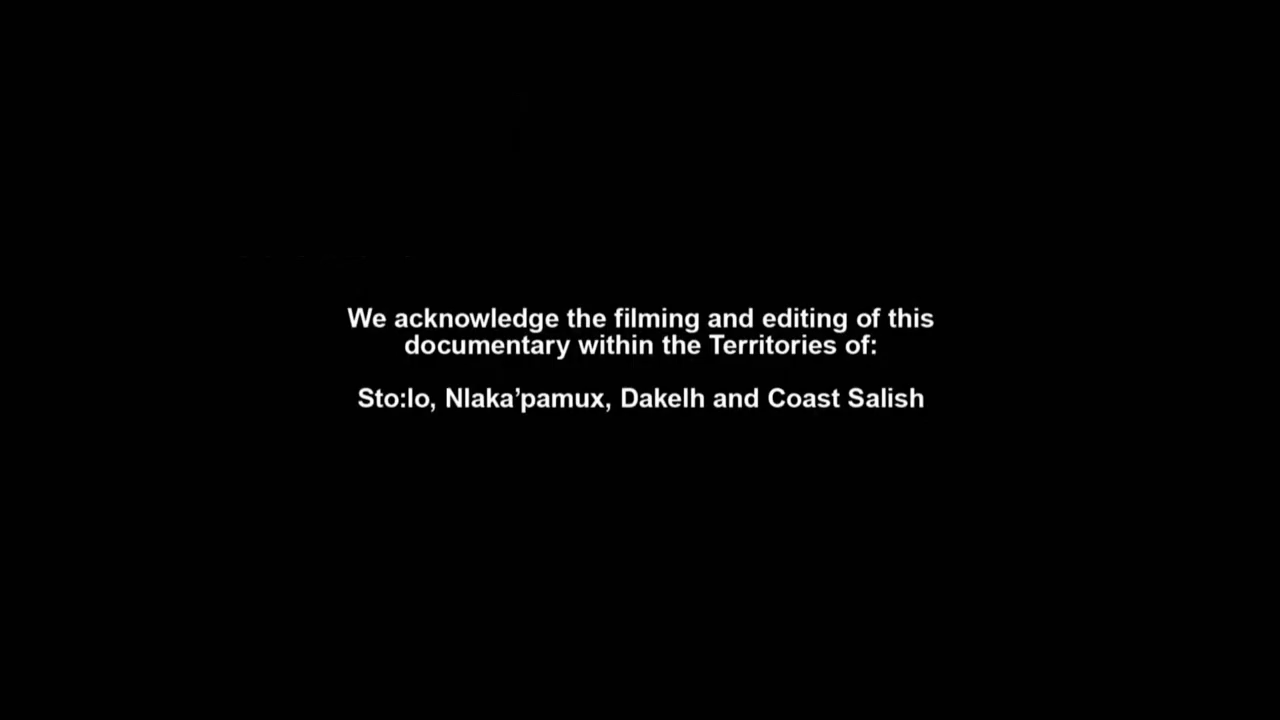 We acknowledge the filming and editing of this
documentary within the Territories of:
Sto:lo, Nlaka’pamux, Dakelh and Coast Salish